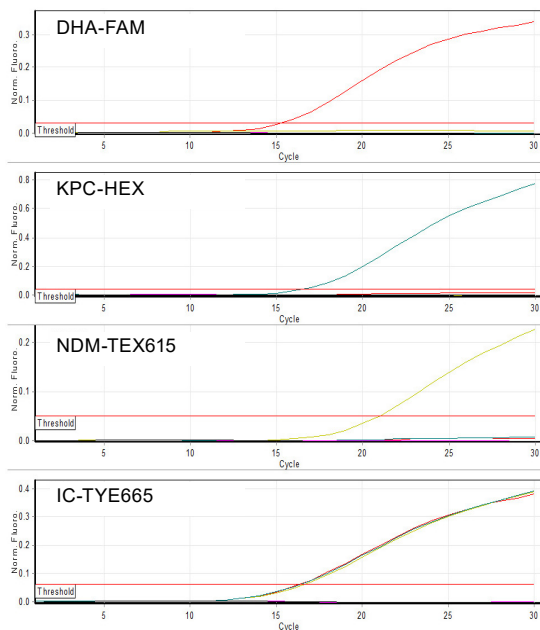 DHA-FAM
Norm. Fluoro.
0.3
0.2
0.1
0.0
Threshold
5
10
15
20
25
30
Cycle
KPC-HEX
Norm. Fluoro.
0.8
0.6
0.4
0.2
0.0
Threshold
5
10
15
20
25
30
Cycle
NDM-TEX615
Norm. Fluoro.
0.2
0.1
0.0
Threshold
5
10
15
20
25
30
Cycle
IC-TYE665
Norm. Fluoro.
0.4
0.3
0.2
0.1
0.0
Threshold
5
10
15
20
25
30
Cycle